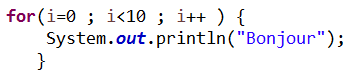 for(i=0 ; i<10 ; i++ ) {
    System.out.println("Bonjour");
   }